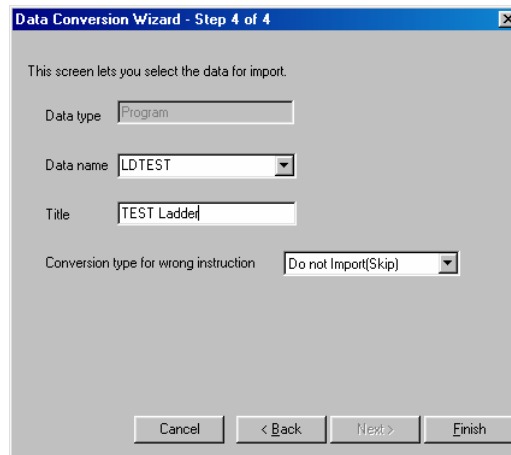 Data Conversion Wizard - Step 4 of 4
This screen lets you select the data for import.
Data type Program
Data name LDTEST
Title TEST Ladder
Conversion type for wrong instruction Do not Import(Skip)
Cancel < Back Next > Finish